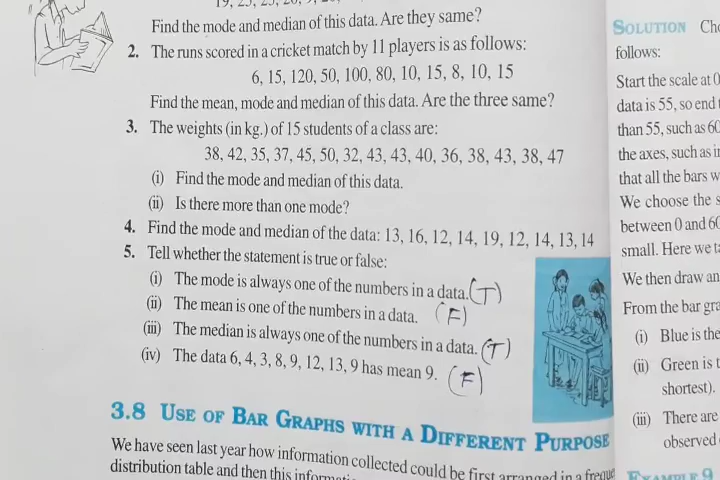 19, 25,
Find the mode and median of this data. Are they same?
2. The runs scored in a cricket match by 11 players is as follows:
6, 15, 120, 50, 100, 80, 10, 15, 8, 10, 15
Find the mean, mode and median of this data. Are the three same?
3. The weights (in kg.) of 15 students of a class are:
38, 42, 35, 37, 45, 50, 32, 43, 43, 40, 36, 38, 43, 38, 47
(i) Find the mode and median of this data.
(ii) Is there more than one mode?
4. Find the mode and median of the data: 13, 16, 12, 14, 19, 12, 14, 13, 14
5. Tell whether the statement is true or false:
(i) The mode is always one of the numbers in a data. (T)
(ii) The mean is one of the numbers in a data. (F)
(iii) The median is always one of the numbers in a data. (T)
(iv) The data 6, 4, 3, 8, 9, 12, 13, 9 has mean 9. (F)
3.8 USE OF BAR GRAPHS WITH A DIFFERENT PURPOSE
We have seen last year how information collected could be first arranged in a freque
distribution table and then this
SOLUTION Ch
follows:
Start the scale at 0
data is 55, so end
than 55, such as 60
the axes, such as
that all the bars w
We choose the s
between 0 and 60
small. Here we
We then draw an
From the bar gra
(i) Blue is the
(ii) Green is
shortest).
(iii) There are
observed
EXAMPLE 9